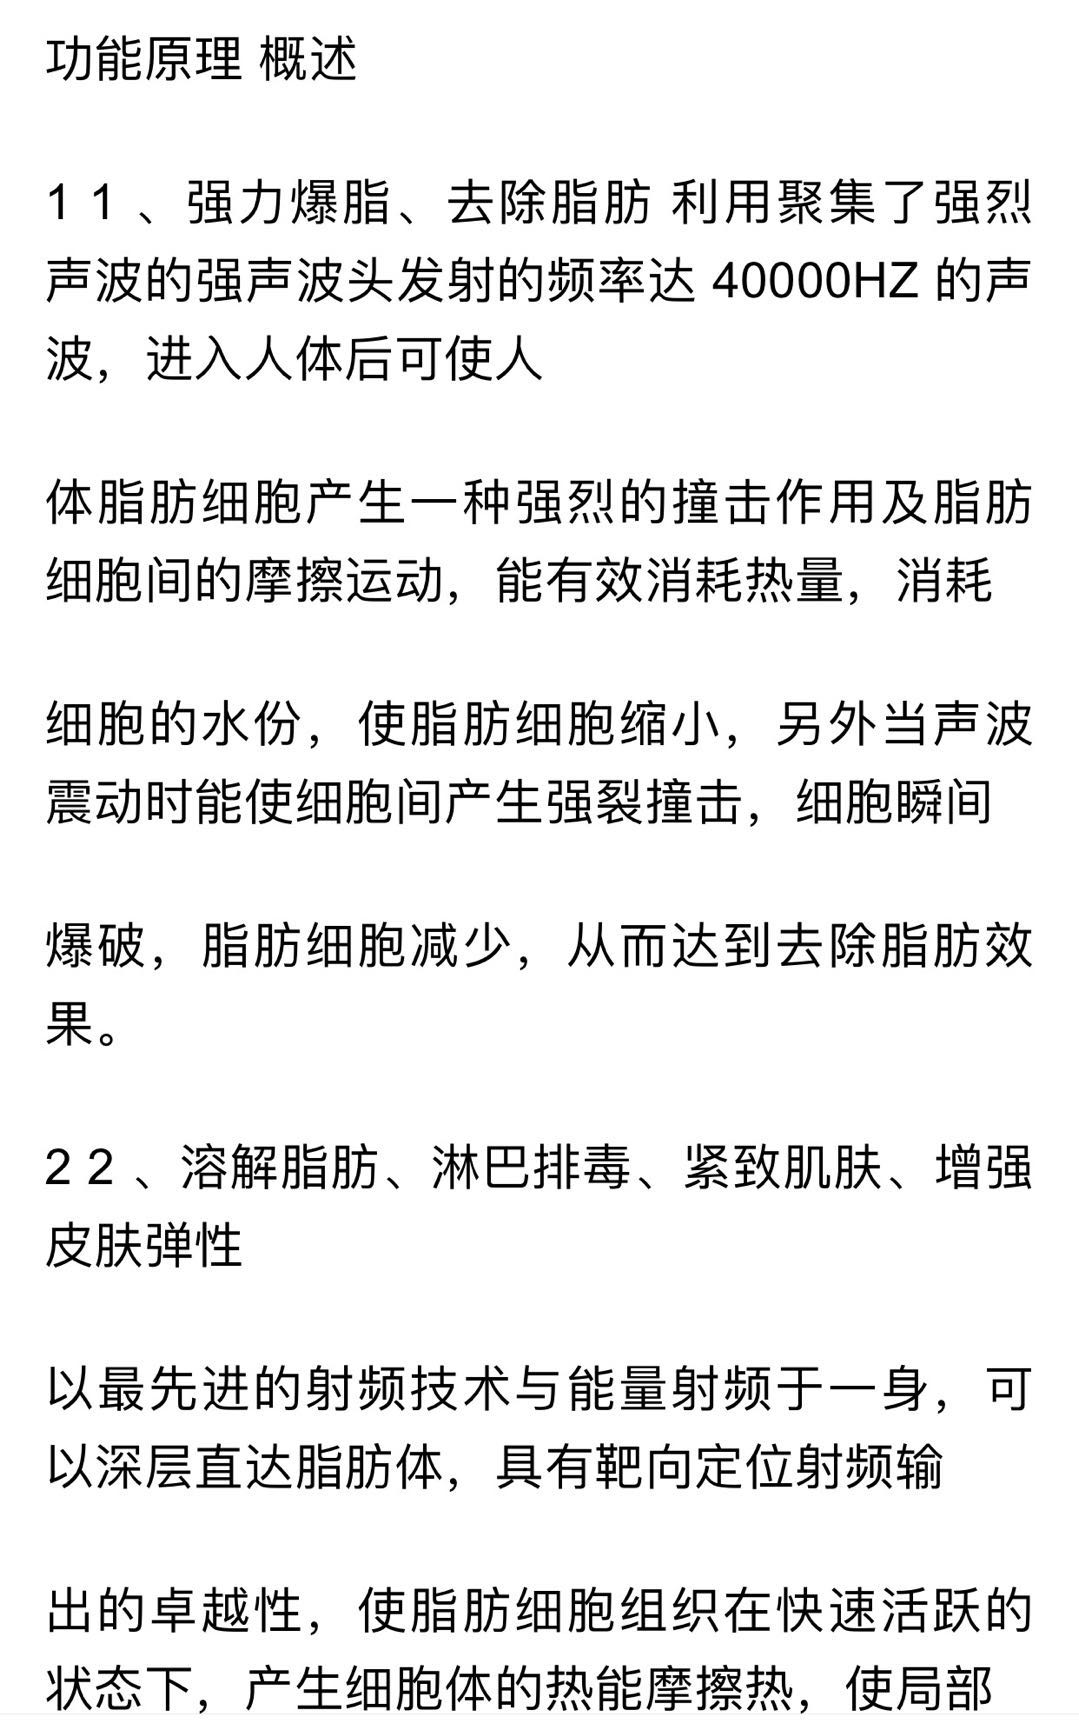 功能原理 概述
1 1 、强力爆脂、去除脂肪 利用聚集了强烈
声波的强声波头发射的频率达 40000HZ 的声
波，进入人体后可使人
体脂肪细胞产生一种强烈的撞击作用及脂肪
细胞间的摩擦运动，能有效消耗热量，消耗
细胞的水份，使脂肪细胞缩小，另外当声波
震动时能使细胞间产生强裂撞击，细胞瞬间
爆破，脂肪细胞减少，从而达到去除脂肪效
果。
2 2 、溶解脂肪、淋巴排毒、紧致肌肤、增强
皮肤弹性
以最先进的射频技术与能量射频于一身，可
以深层直达脂肪体，具有靶向定位射频输
出的卓越性，使脂肪细胞组织在快速活跃的
状态下，产生细胞体的热能摩擦热，使局部